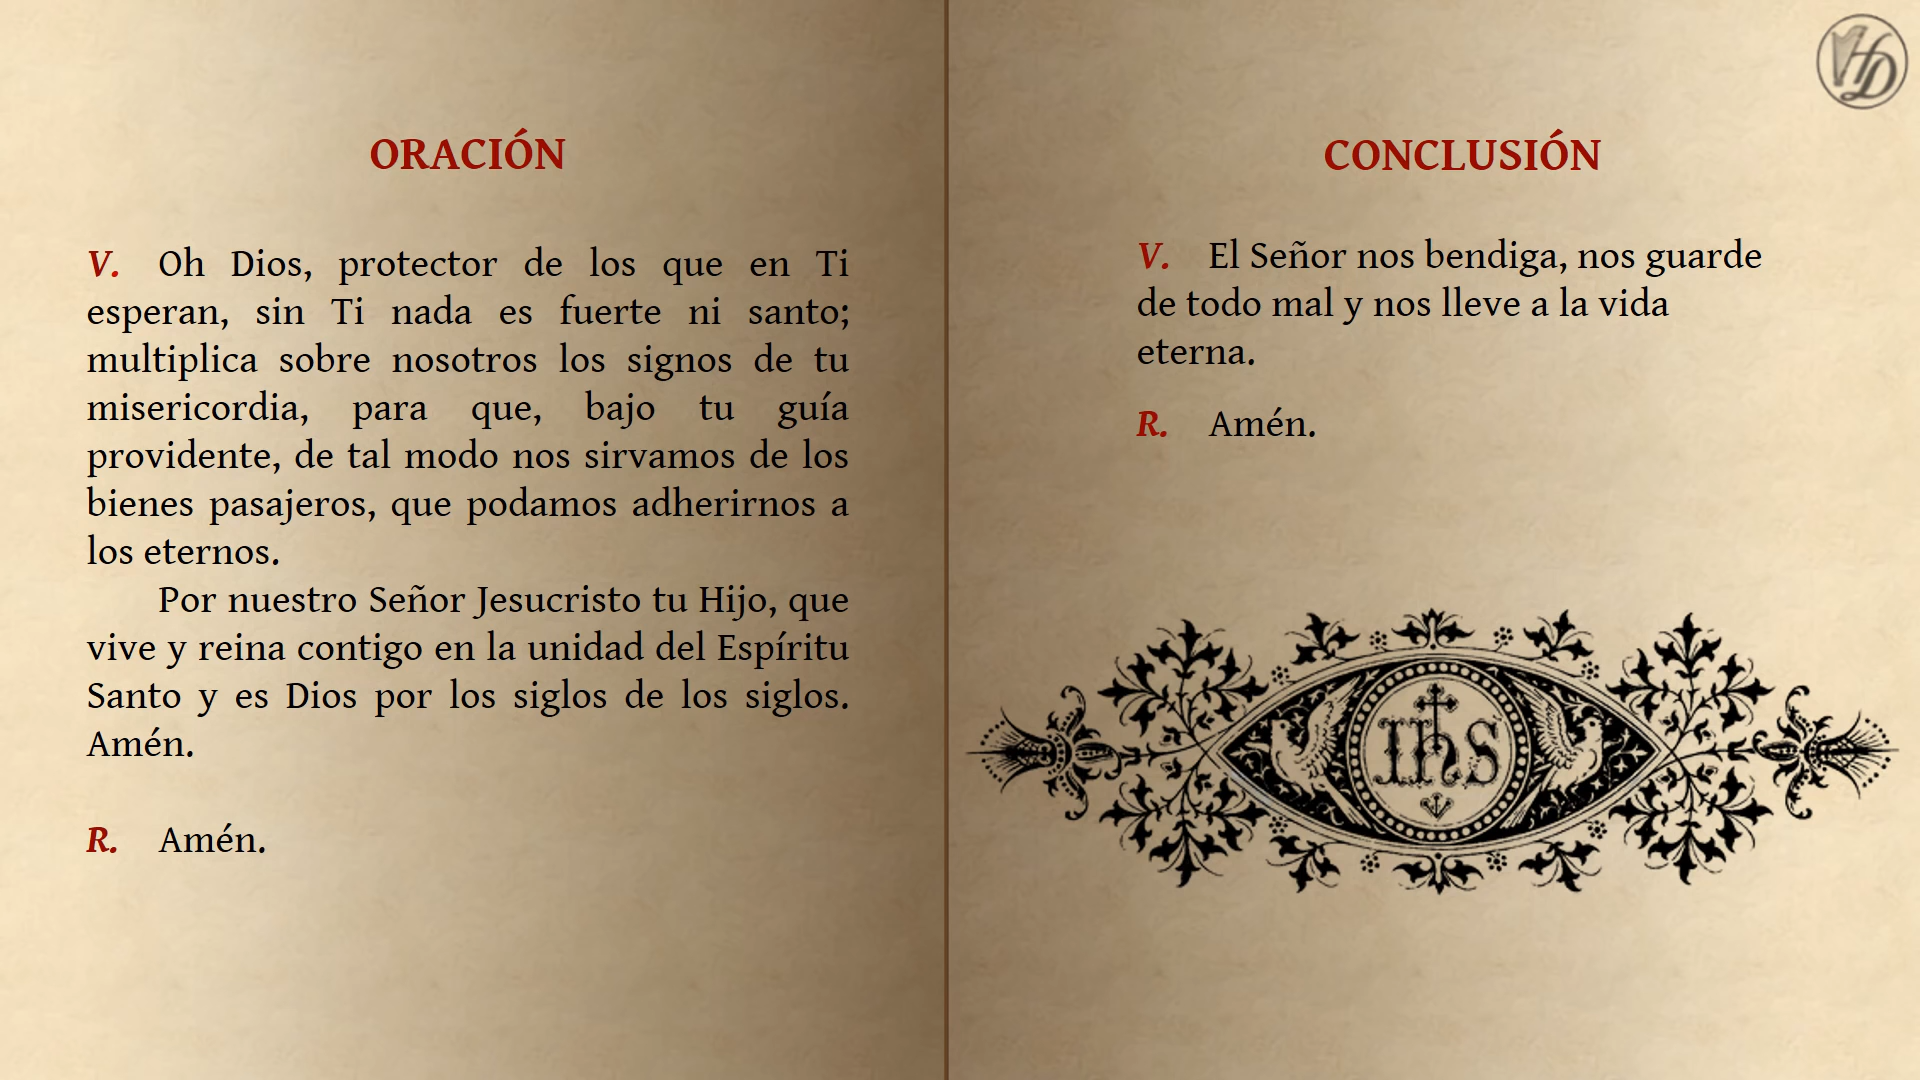 ORACIÓN
V. Oh Dios, protector de los que en Ti
esperan, sin Ti nada es fuerte ni santo;
multiplica sobre nosotros los signos de tu
misericordia, para que, bajo tu guía
providente, de tal modo nos sirvamos de los
bienes pasajeros, que podamos adherirnos a
los eternos.
Por nuestro Señor Jesucristo tu Hijo, que
vive y reina contigo en la unidad del Espíritu
Santo y es Dios por los siglos de los siglos.
Amén.
R. Amén.
HD
CONCLUSIÓN
V. El Señor nos bendiga, nos guarde
de todo mal y nos lleve a la vida
eterna.
R. Amén.
IHS